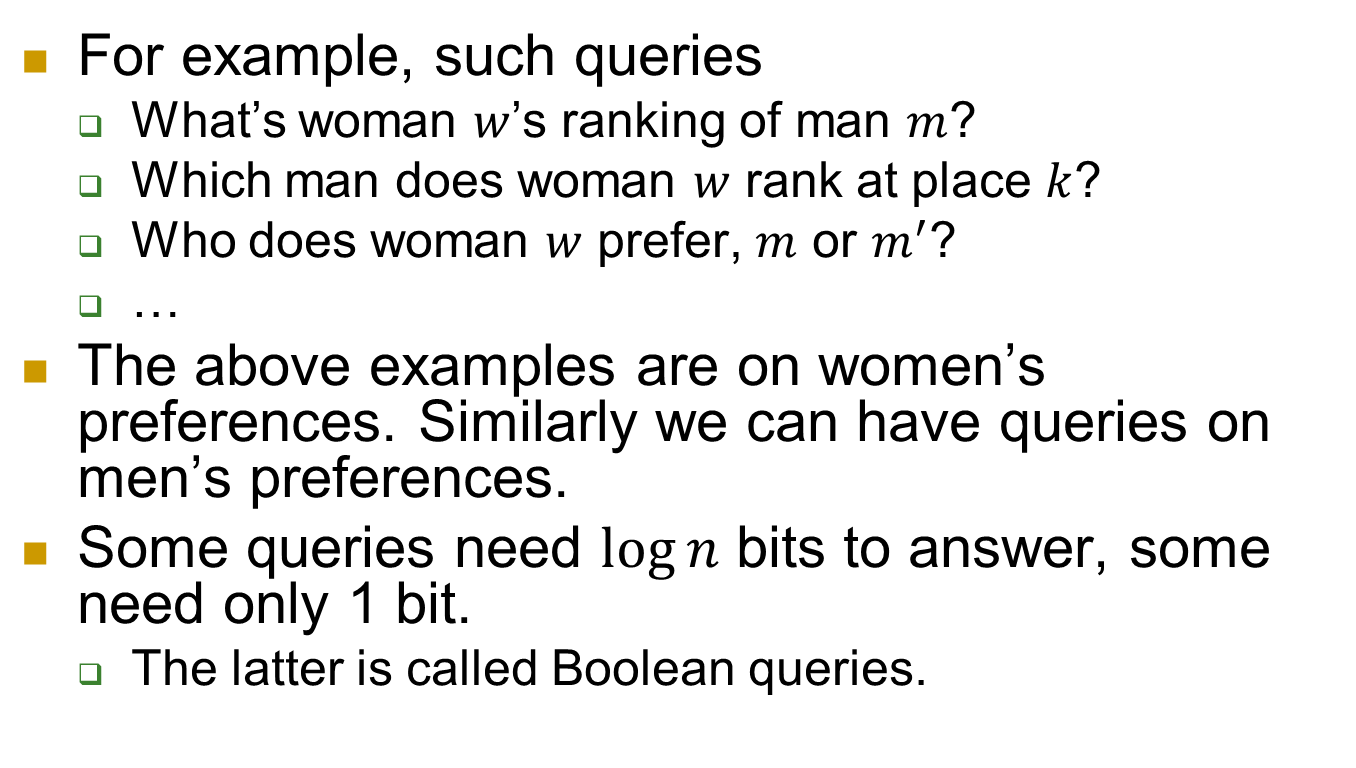 For example, such queries
What’s woman w’s ranking of man m?
Which man does woman w rank at place k?
Who does woman w prefer, m or m′?
…
The above examples are on women’s
preferences. Similarly we can have queries on
men’s preferences.
Some queries need log n bits to answer, some
need only 1 bit.
The latter is called Boolean queries.